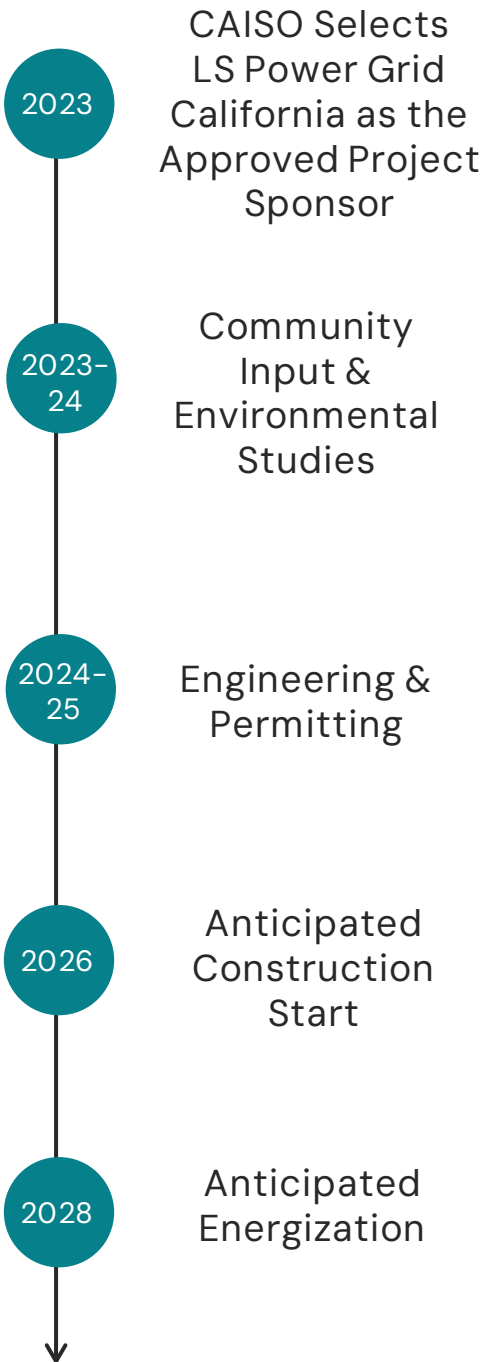 2023
CAISO Selects
LS Power Grid
California as the
Approved Project
Sponsor
2023-
24
Community
Input &
Environmental
Studies
2024-
25
Engineering &
Permitting
2026
Anticipated
Construction
Start
2028
Anticipated
Energization